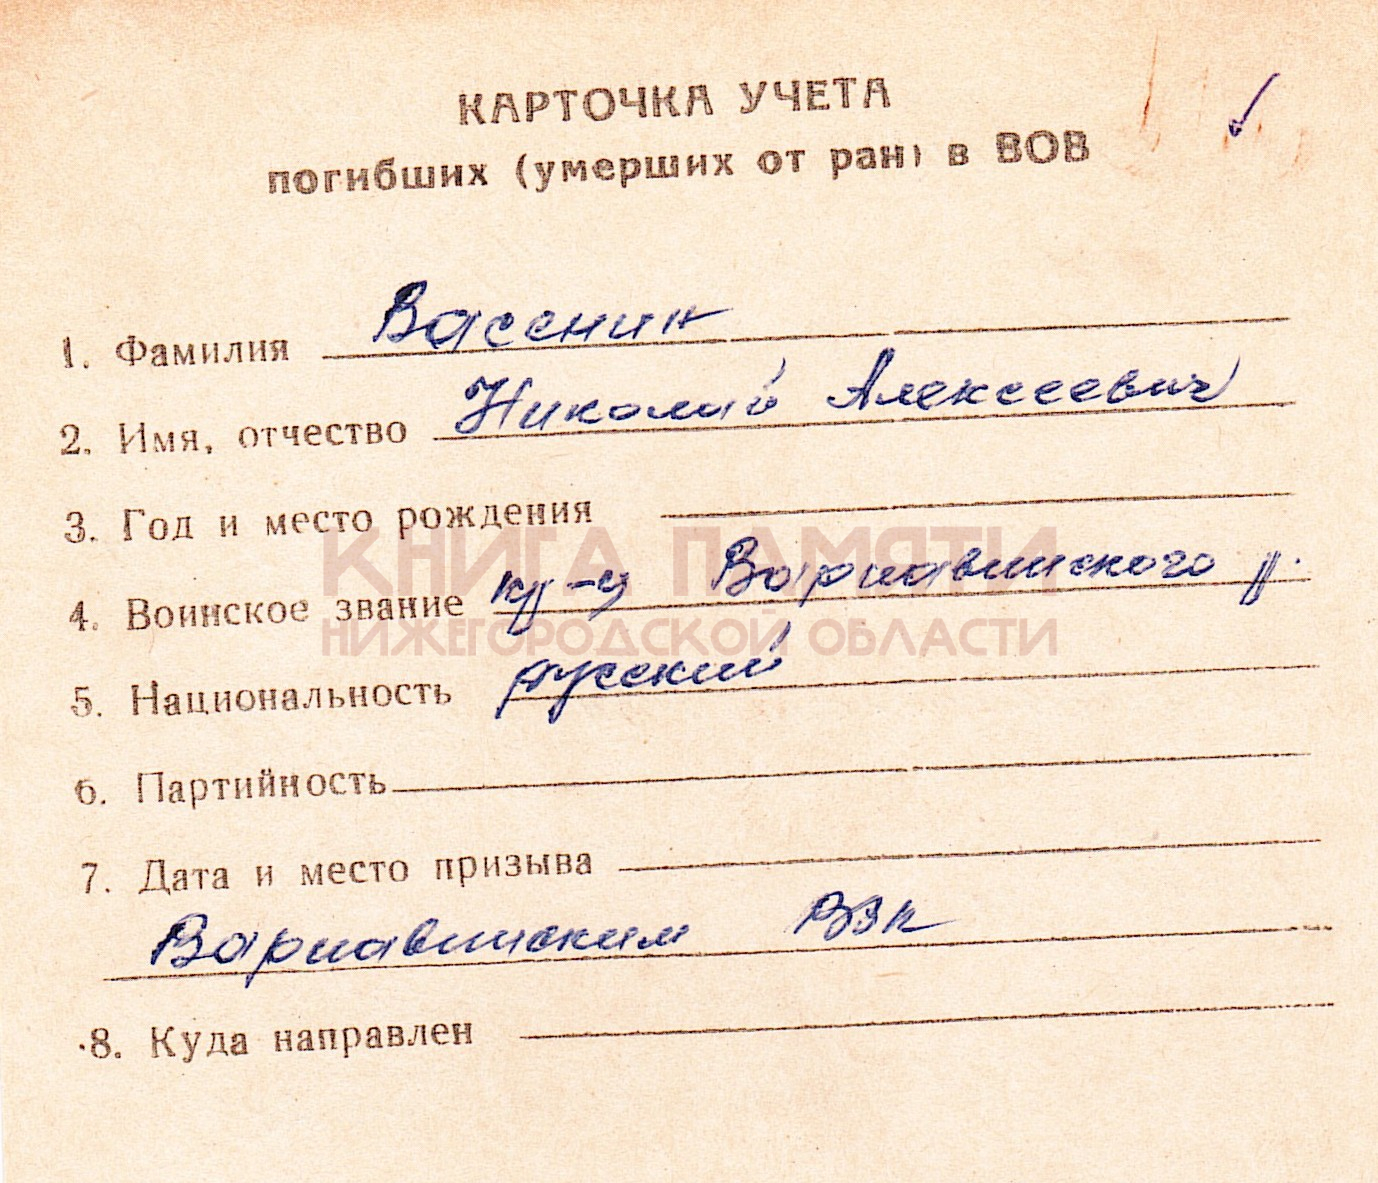 КАРТОЧКА УЧЕТА
погибших (умерших от ран) в ВОВ
1. Фамилия Вассенин
2. Имя, отчество Николай Алексеевич
3. Год и место рождения
КНИГА ПАМЯТИ
4. Воинское звание кр-ц Варнавинского р.
НИЖЕГОРОДСКОЙ ОБЛАСТИ
5. Национальность русский
6. Партийность
7. Дата и место призыва
Варнавинским РВК
8. Куда направлен